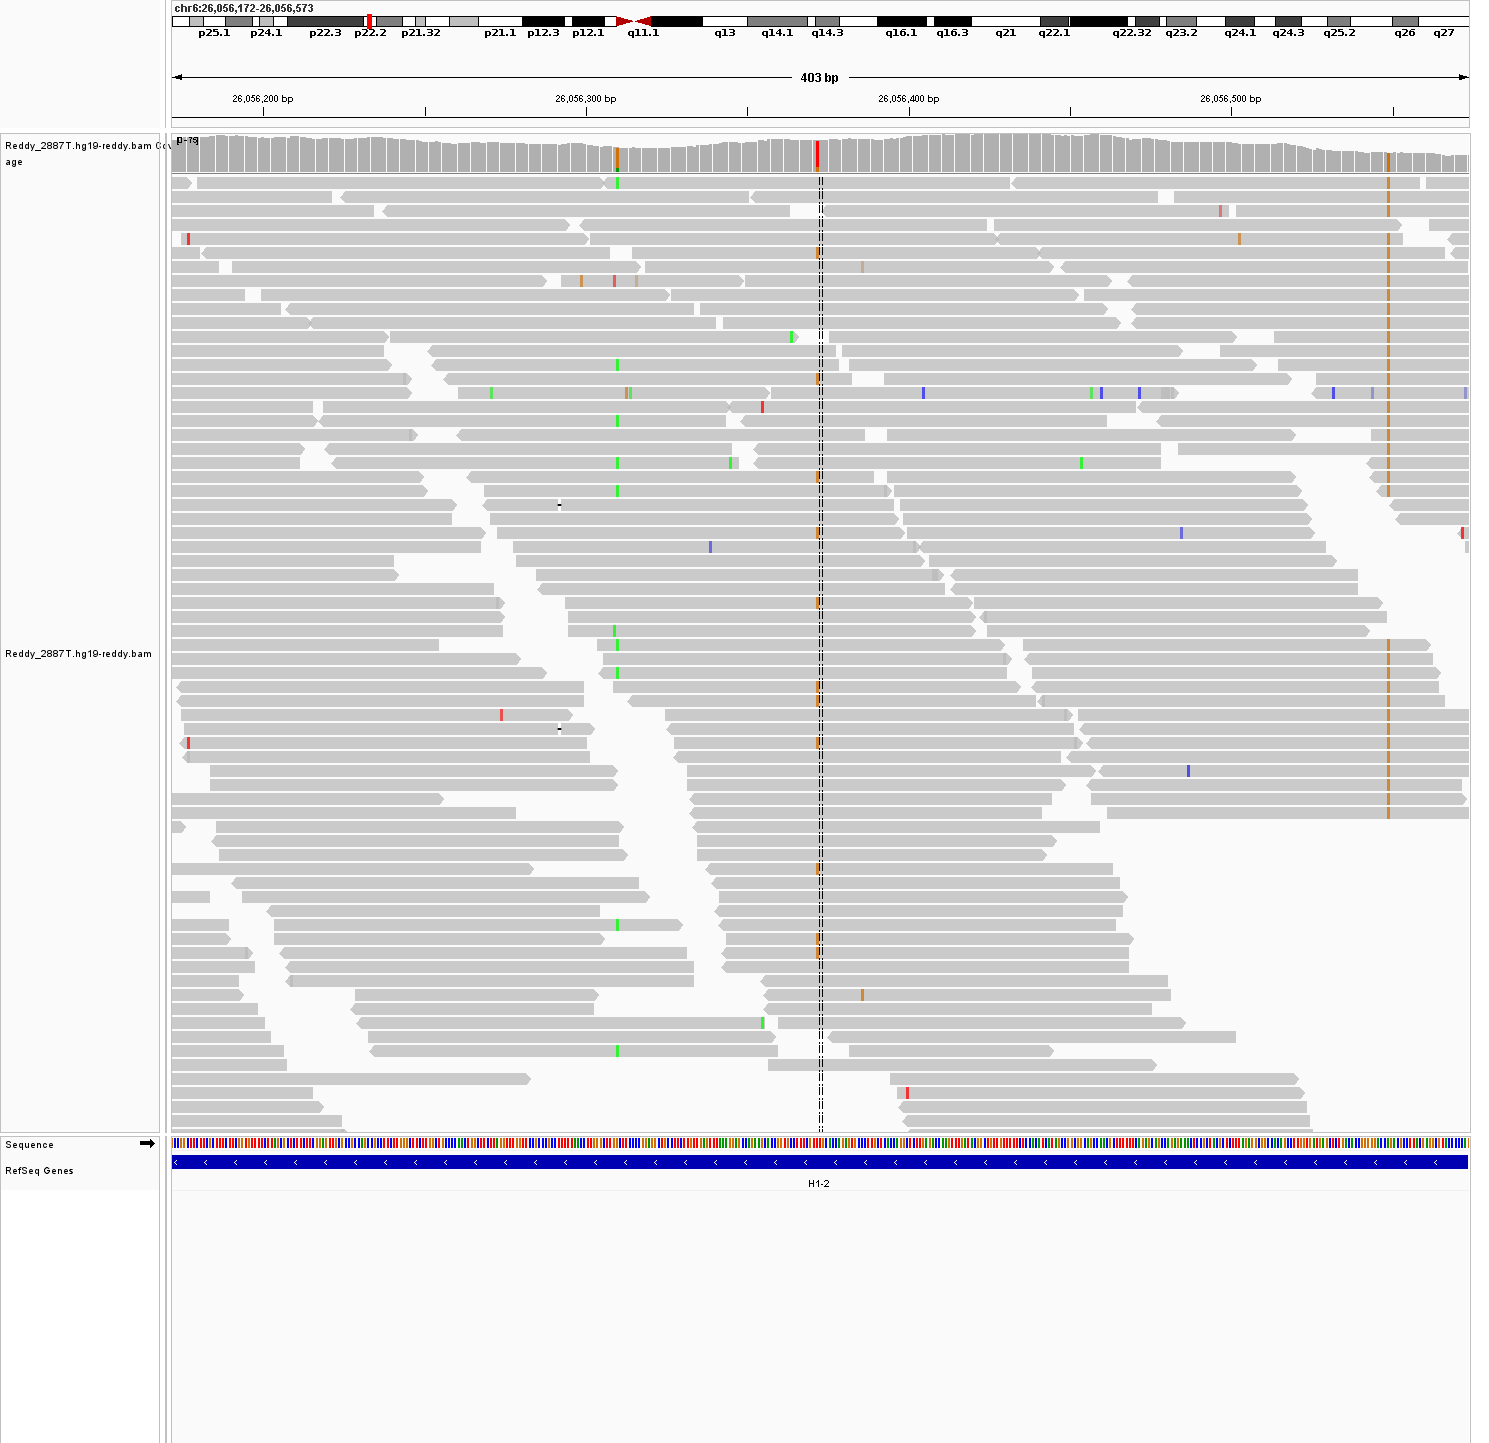 chr6:26,056,172-26,056,573
p25.1 p24.1 p22.3 p22.2 p21.32 p21.1 p12.3 p12.1 q11.1 q13 q14.1 q14.3 q16.1 q16.3 q21 q22.1 q22.32 q23.2 q24.1 q24.3 q25.2 q26 q27
403 bp
26,056,200 bp 26,056,300 bp 26,056,400 bp 26,056,500 bp
Reddy_2887T.hg19-reddy.bam Cov
age
Reddy_2887T.hg19-reddy.bam
Sequence
RefSeq Genes
H1-2